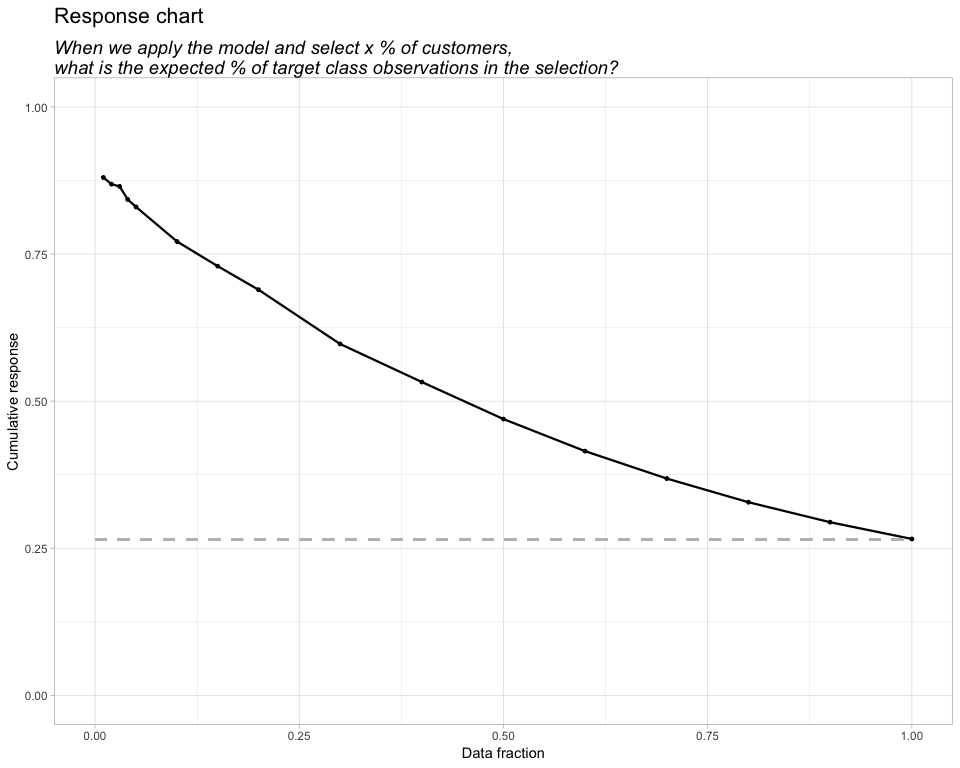 Response chart
When we apply the model and select x % of customers,
what is the expected % of target class observations in the selection?
1.00
0.75
0.50
0.25
0.00
Cumulative response
0.00 0.25 0.50 0.75 1.00
Data fraction